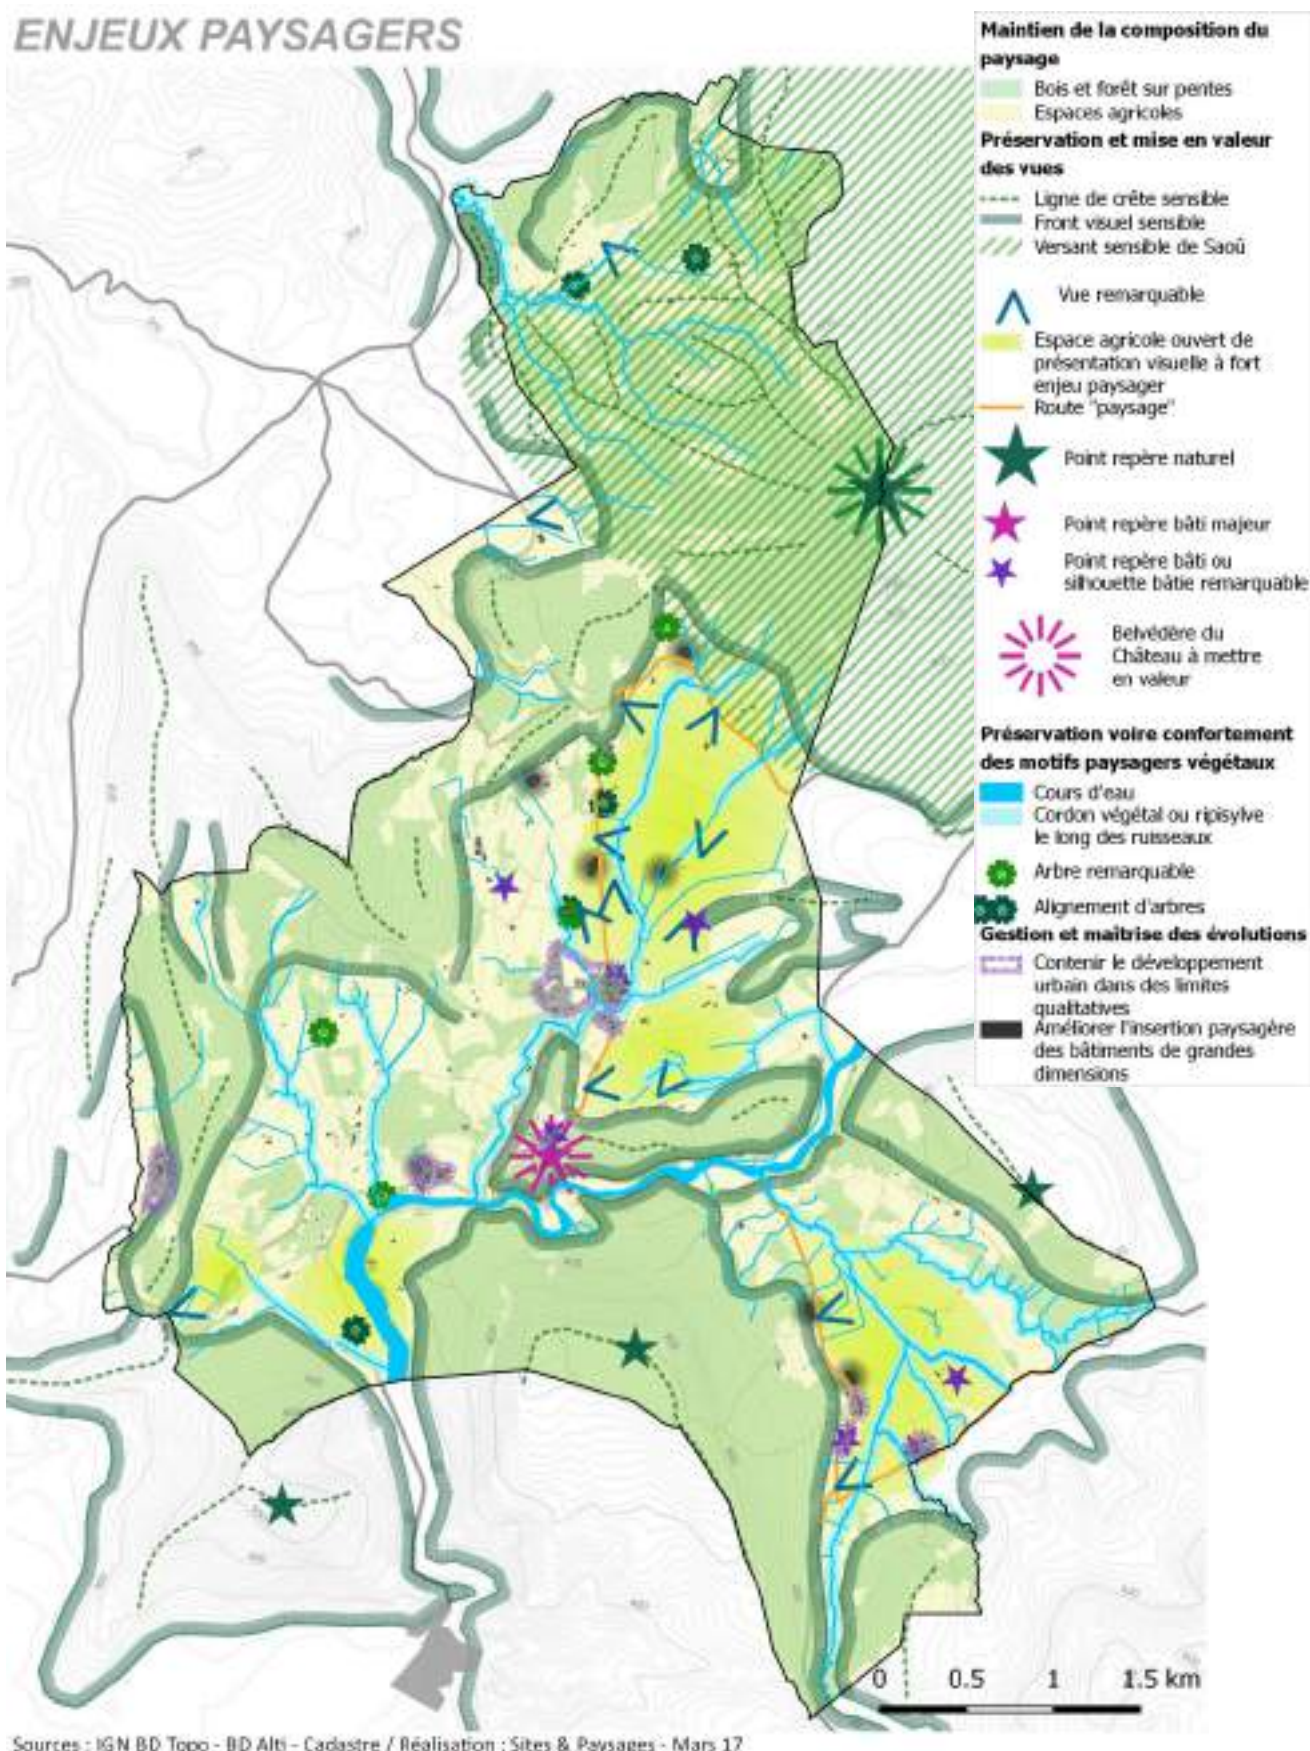 ENJEUX PAYSAGERS
Maintien de la composition du
paysage
Bois et forêt sur pentes
Espaces agricoles
Préservation et mise en valeur
des vues
Ligne de crête sensible
Front visuel sensible
Versant sensible de Saoû
Vue remarquable
Espace agricole ouvert de
présentation visuelle à fort
enjeu paysager
Route "paysage"
Point repère naturel
Point repère bâti majeur
Point repère bâti ou
silhouette bâtie remarquable
Belvédère du
Château à mettre
en valeur
Préservation voire confortement
des motifs paysagers végétaux
Cours d'eau
Cordon végétal ou ripisylve
le long des ruisseaux
Arbre remarquable
Alignement d'arbres
Gestion et maîtrise des évolutions
Contenir le développement
urbain dans des limites
qualitatives
Améliorer l'insertion paysagère
des bâtiments de grandes
dimensions
0 0.5 1 1.5 km
Sources : IGN BD Topo - BD Alti - Cadastre / Réalisation : Sites & Paysages - Mars 17